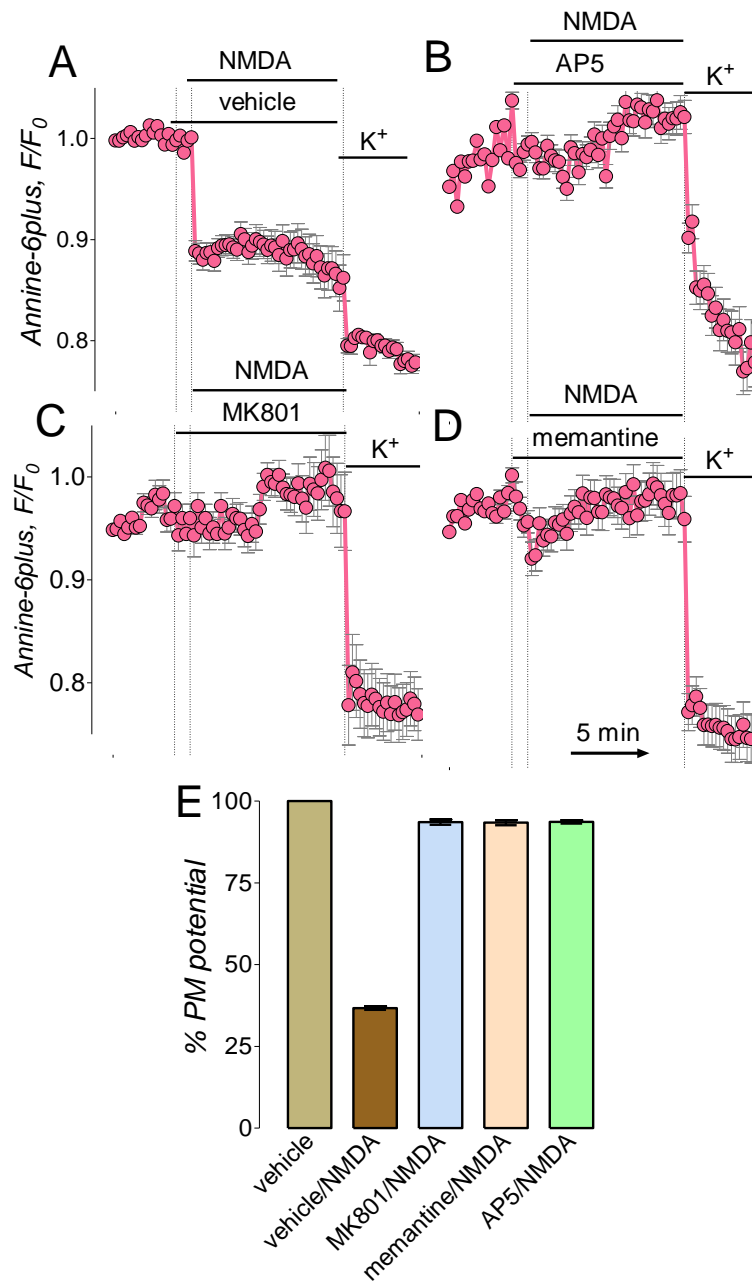 A
NMDA
vehicle
K+
1.0
0.9
0.8
Annine-6plus, F/F0
B
NMDA
AP5
K+
C
NMDA
MK801
K+
1.0
0.9
0.8
Annine-6plus, F/F0
D
NMDA
memantine
K+
5 min
E
100
75
50
25
0
% PM potential
vehicle
vehicle/NMDA
MK801/NMDA
memantine/NMDA
AP5/NMDA